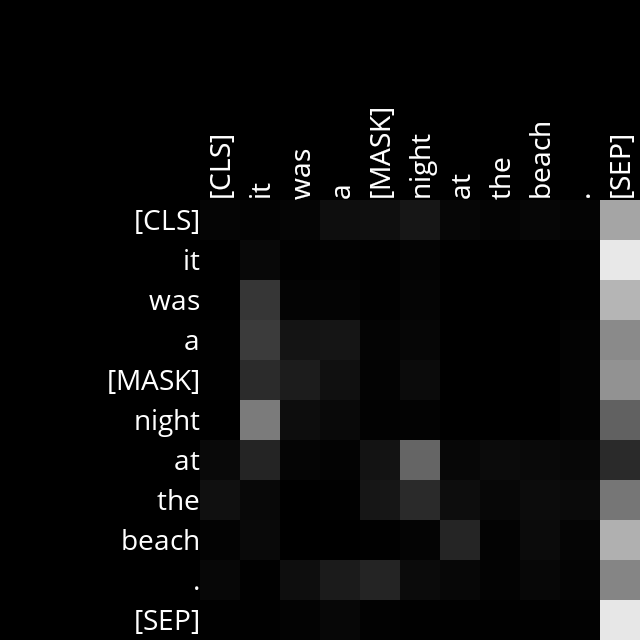 [CLS] it was a [MASK] night at the beach . [SEP]
[CLS]
it
was
a
[MASK]
night
at
the
beach
.
[SEP]